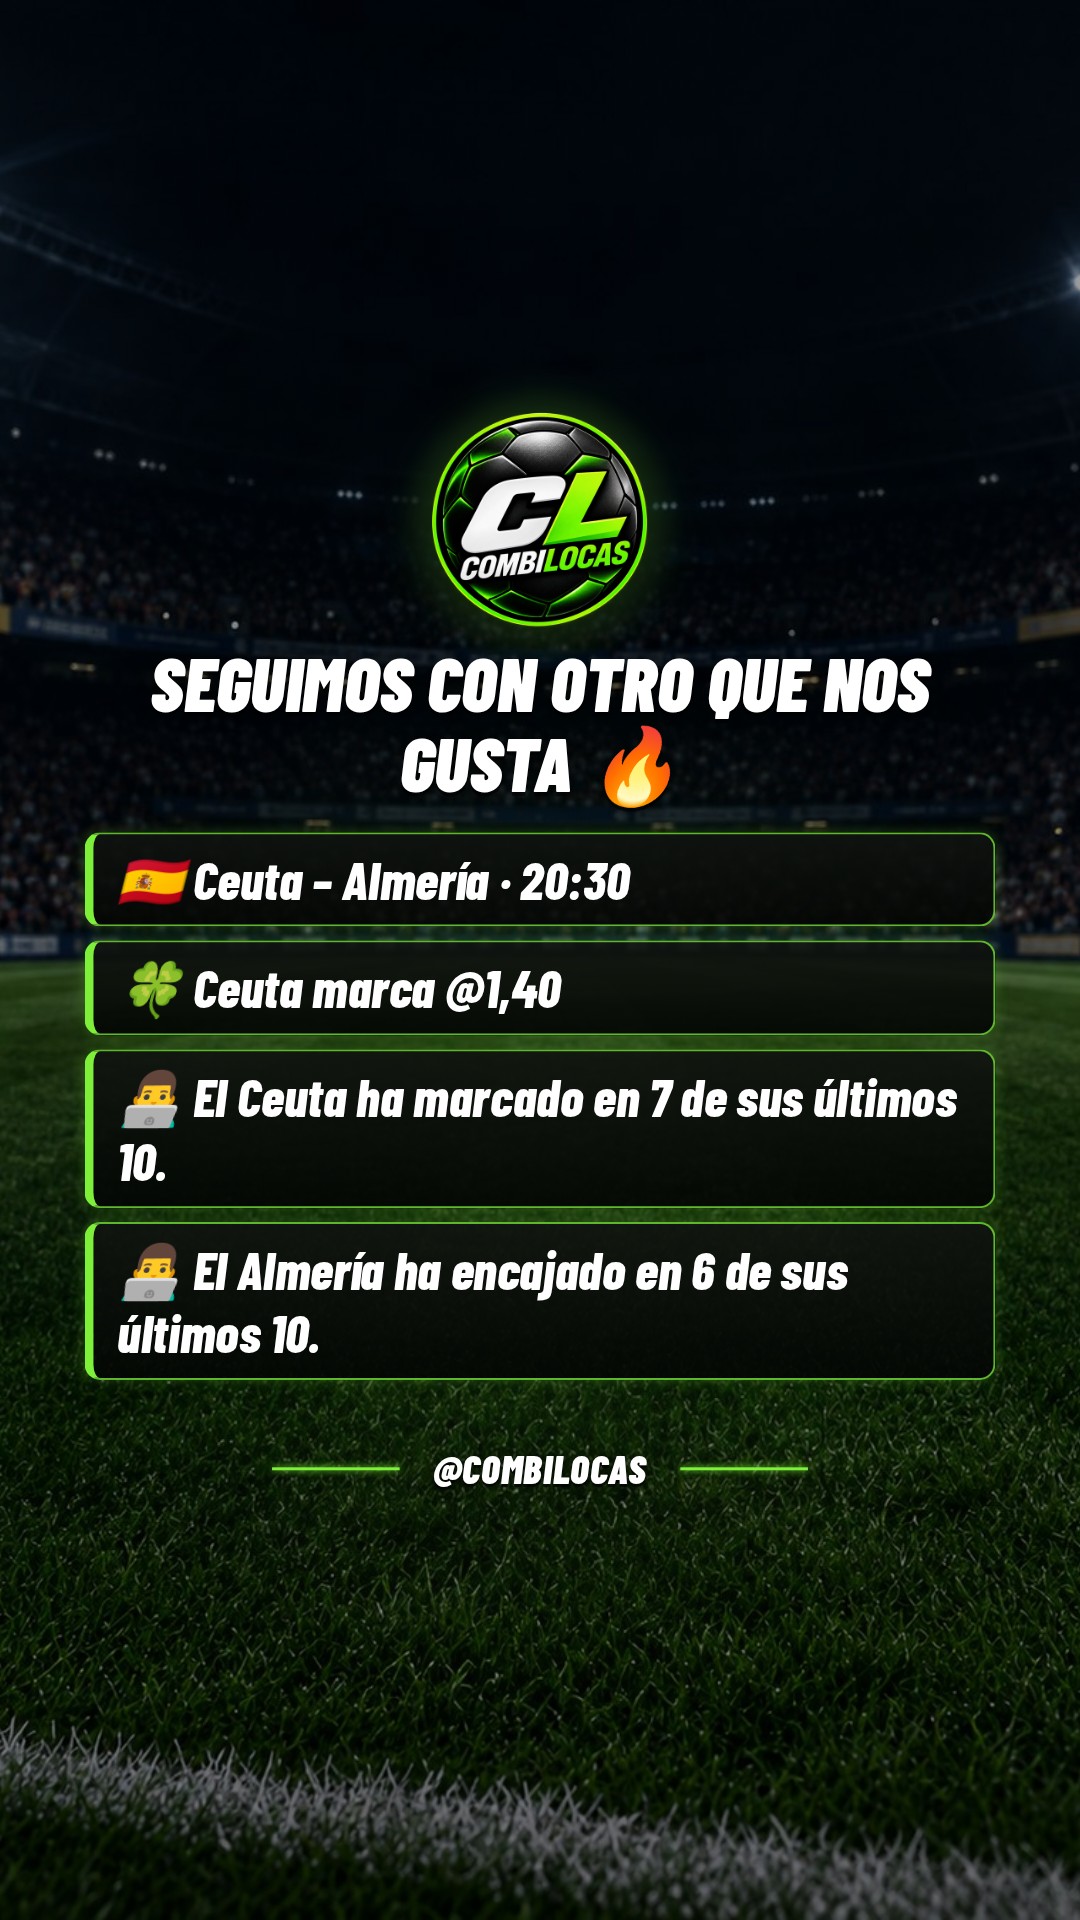 CL
COMBILOCAS
SEGUIMOS CON OTRO QUE NOS
GUSTA 🔥
🇪🇸 Ceuta – Almería · 20:30
🍀 Ceuta marca @1,40
👨‍💻 El Ceuta ha marcado en 7 de sus últimos
10.
👨‍💻 El Almería ha encajado en 6 de sus
últimos 10.
@COMBILOCAS